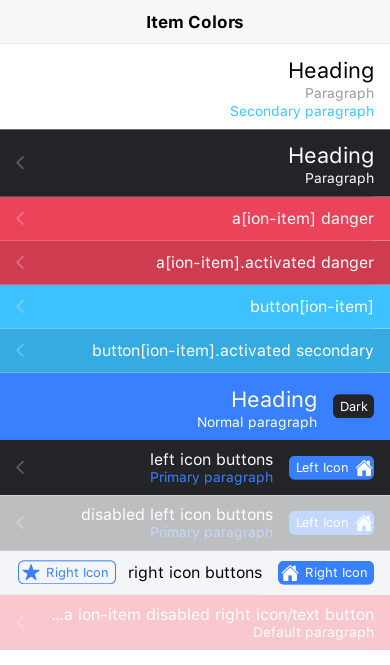 Item Colors
Heading
Paragraph
Secondary paragraph
Heading
Paragraph
a[ion-item] danger
a[ion-item].activated danger
button[ion-item]
button[ion-item].activated secondary
Heading
Normal paragraph
Dark
left icon buttons
Primary paragraph
Left Icon
disabled left icon buttons
Primary paragraph
Left Icon
Right Icon
right icon buttons
Right Icon
...a ion-item disabled right icon/text button
Default paragraph